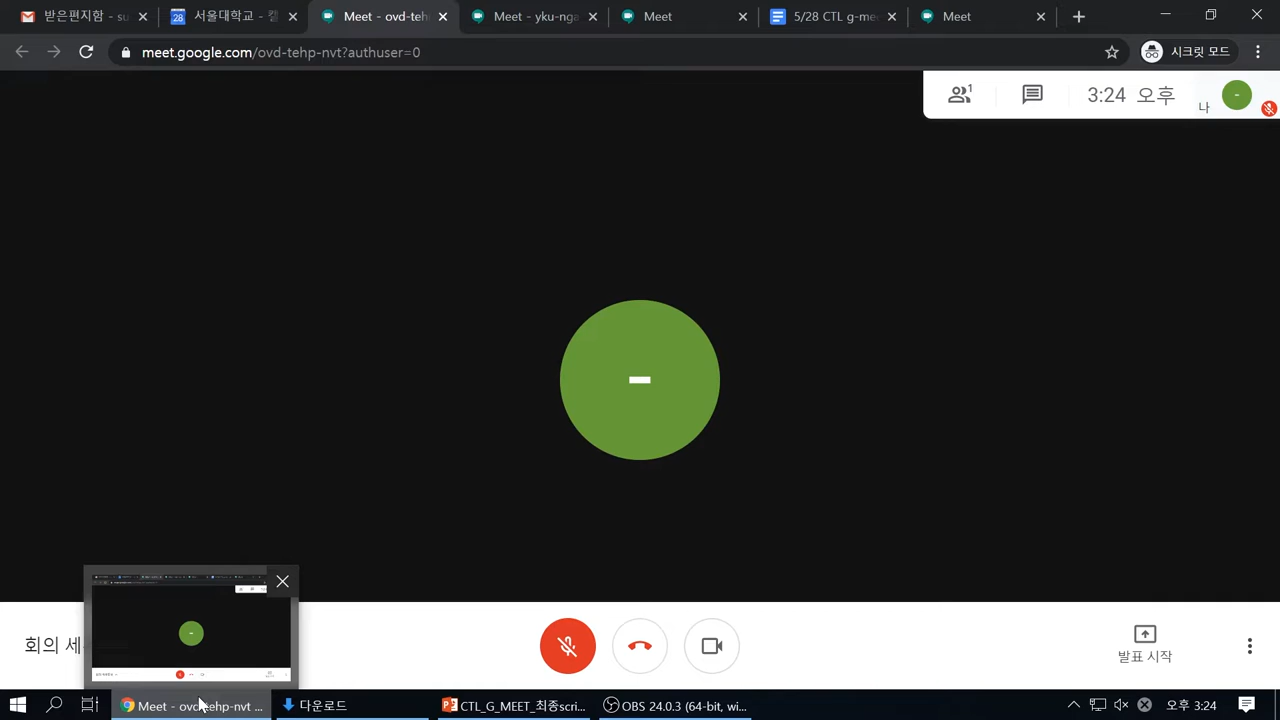 받은편지함 - su
28 서울대학교 - 캘
Meet - ovd-teh
Meet - yku-nga
Meet
5/28 CTL g-me
Meet
meet.google.com/ovd-tehp-nvt?authuser=0
시크릿 모드
1
3:24 오후
나
-
-
회의 세
발표 시작
Meet - ovd-tehp-nvt ...
다운로드
CTL_G_MEET_최종scri...
OBS 24.0.3 (64-bit, wi...
오후 3:24